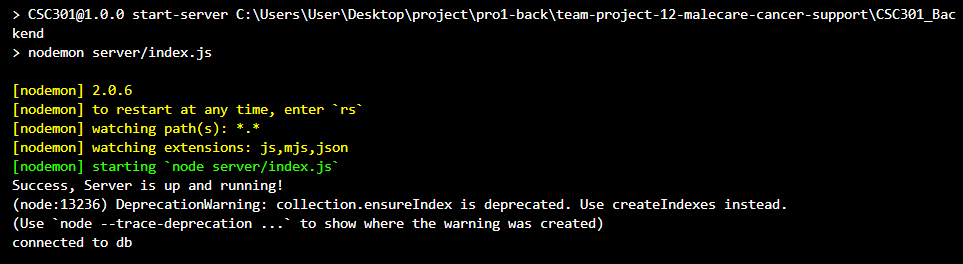 > CSC301@1.0.0 start-server C:\Users\User\Desktop\project\pro1-back\team-project-12-malecare-cancer-support\CSC301_Bac
kend
> nodemon server/index.js
[nodemon] 2.0.6
[nodemon] to restart at any time, enter `rs`
[nodemon] watching path(s): *.*
[nodemon] watching extensions: js,mjs,json
[nodemon] starting `node server/index.js`
Success, Server is up and running!
(node:13236) DeprecationWarning: collection.ensureIndex is deprecated. Use createIndexes instead.
(Use `node --trace-deprecation ...` to show where the warning was created)
connected to db